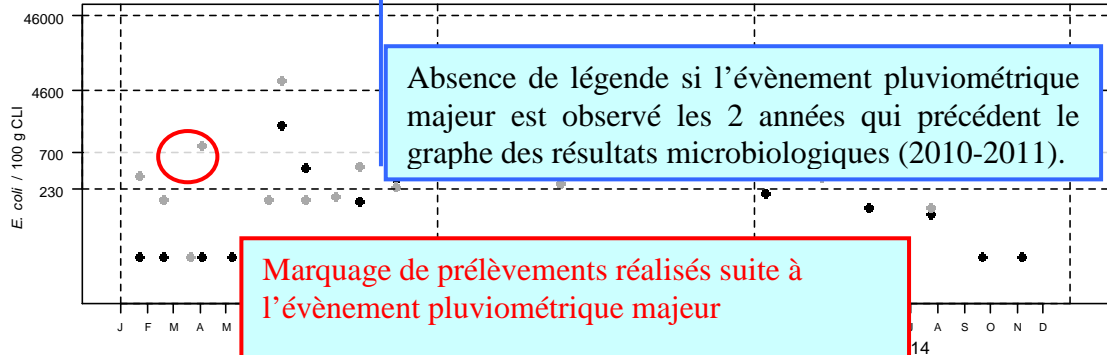 46000
4600
700
230
E. coli / 100 g CLI
Absence de légende si l’évènement pluviométrique
majeur est observé les 2 années qui précédent le
graphe des résultats microbiologiques (2010-2011).
Marquage de prélèvements réalisés suite à
l’évènement pluviométrique majeur
J F M A M
A S O N D
14